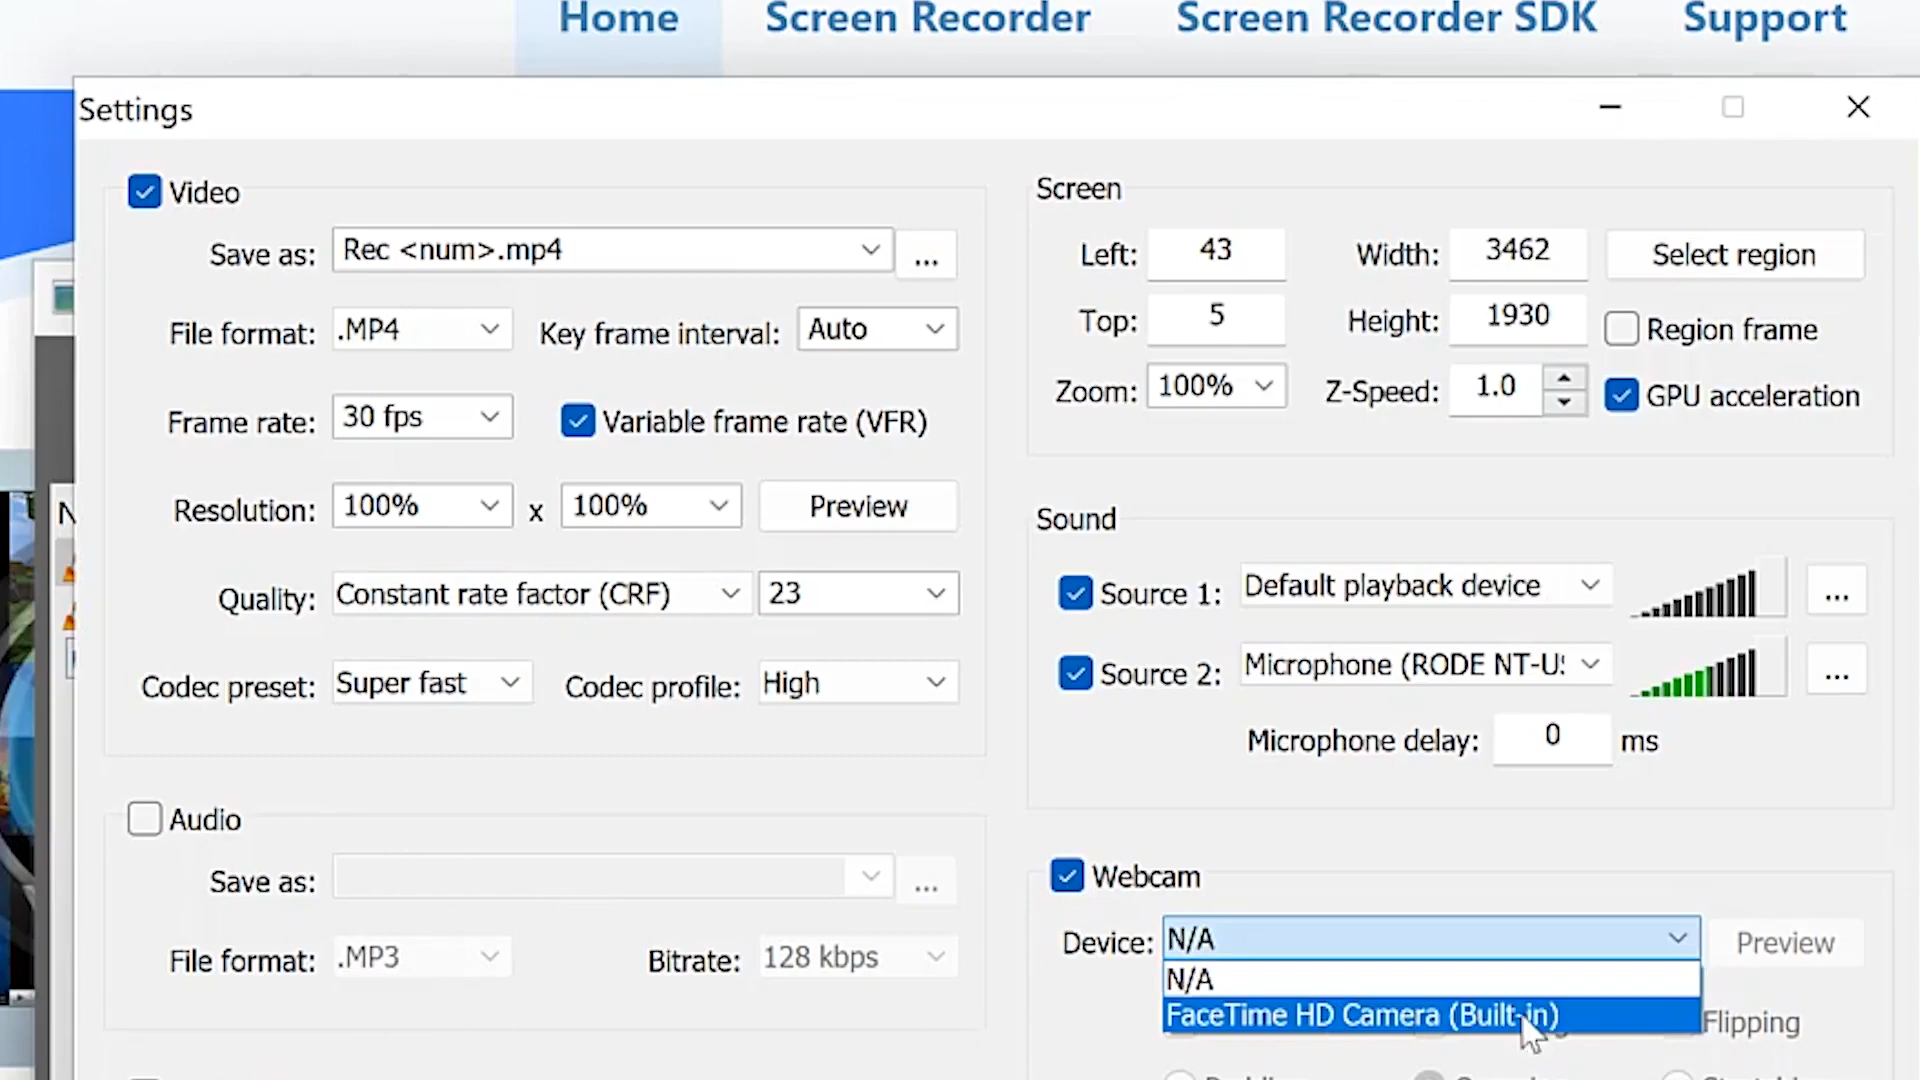 Home Screen Recorder Screen Recorder SDK Support
Settings
Video
Save as: Rec <num>.mp4 ...
File format: .MP4 Key frame interval: Auto
Frame rate: 30 fps Variable frame rate (VFR)
Resolution: 100% x 100% Preview
Quality: Constant rate factor (CRF) 23
Codec preset: Super fast Codec profile: High
Audio
Save as: ...
File format: .MP3 Bitrate: 128 kbps
Screen
Left: 43 Width: 3462 Select region
Top: 5 Height: 1930 Region frame
Zoom: 100% Z-Speed: 1.0 GPU acceleration
Sound
Source 1: Default playback device ...
Source 2: Microphone (RODE NT-US ...
Microphone delay: 0 ms
Webcam
Device: N/A Preview
N/A
FaceTime HD Camera (Built-in)
Flipping